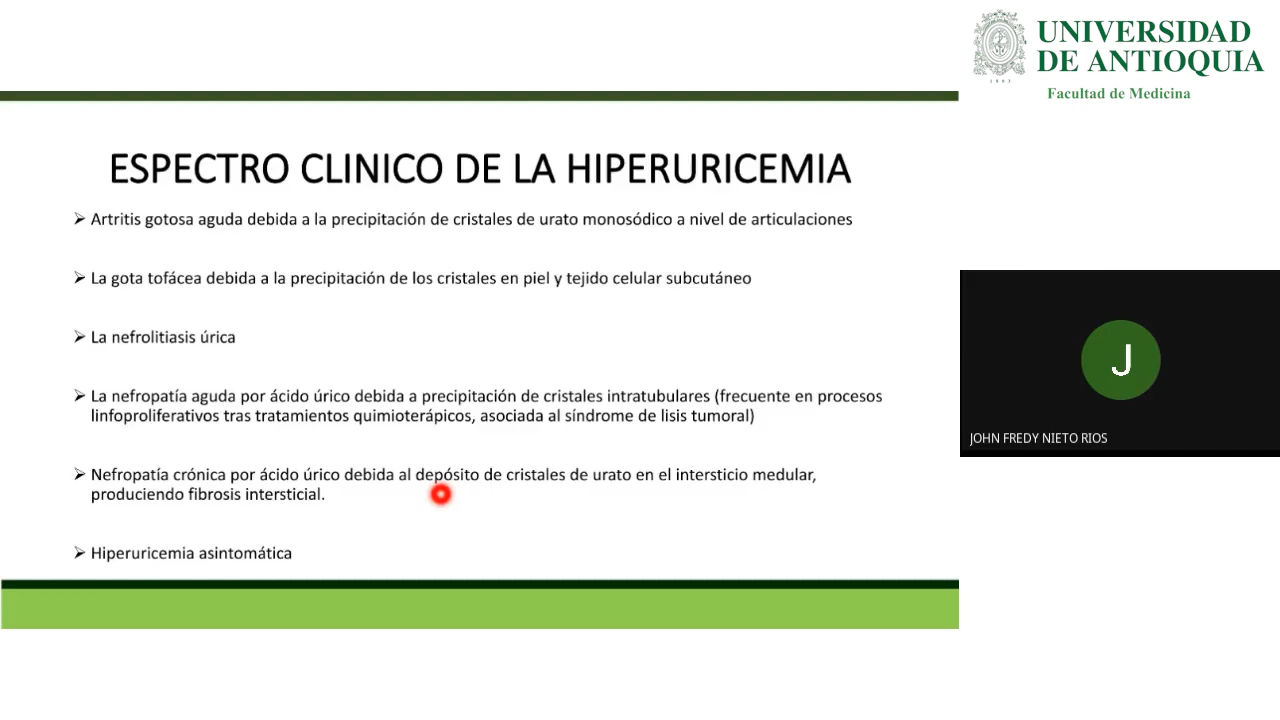 UNIVERSIDAD
DE ANTIOQUIA
1803
Facultad de Medicina
ESPECTRO CLINICO DE LA HIPERURICEMIA
➢ Artritis gotosa aguda debida a la precipitación de cristales de urato monosódico a nivel de articulaciones
➢ La gota tofácea debida a la precipitación de los cristales en piel y tejido celular subcutáneo
➢ La nefrolitiasis úrica
➢ La nefropatía aguda por ácido úrico debida a precipitación de cristales intratubulares (frecuente en procesos
linfoproliferativos tras tratamientos quimioterápicos, asociada al síndrome de lisis tumoral)
➢ Nefropatía crónica por ácido úrico debida al depósito de cristales de urato en el intersticio medular,
produciendo fibrosis intersticial.
➢ Hiperuricemia asintomática
J
JOHN FREDY NIETO RIOS